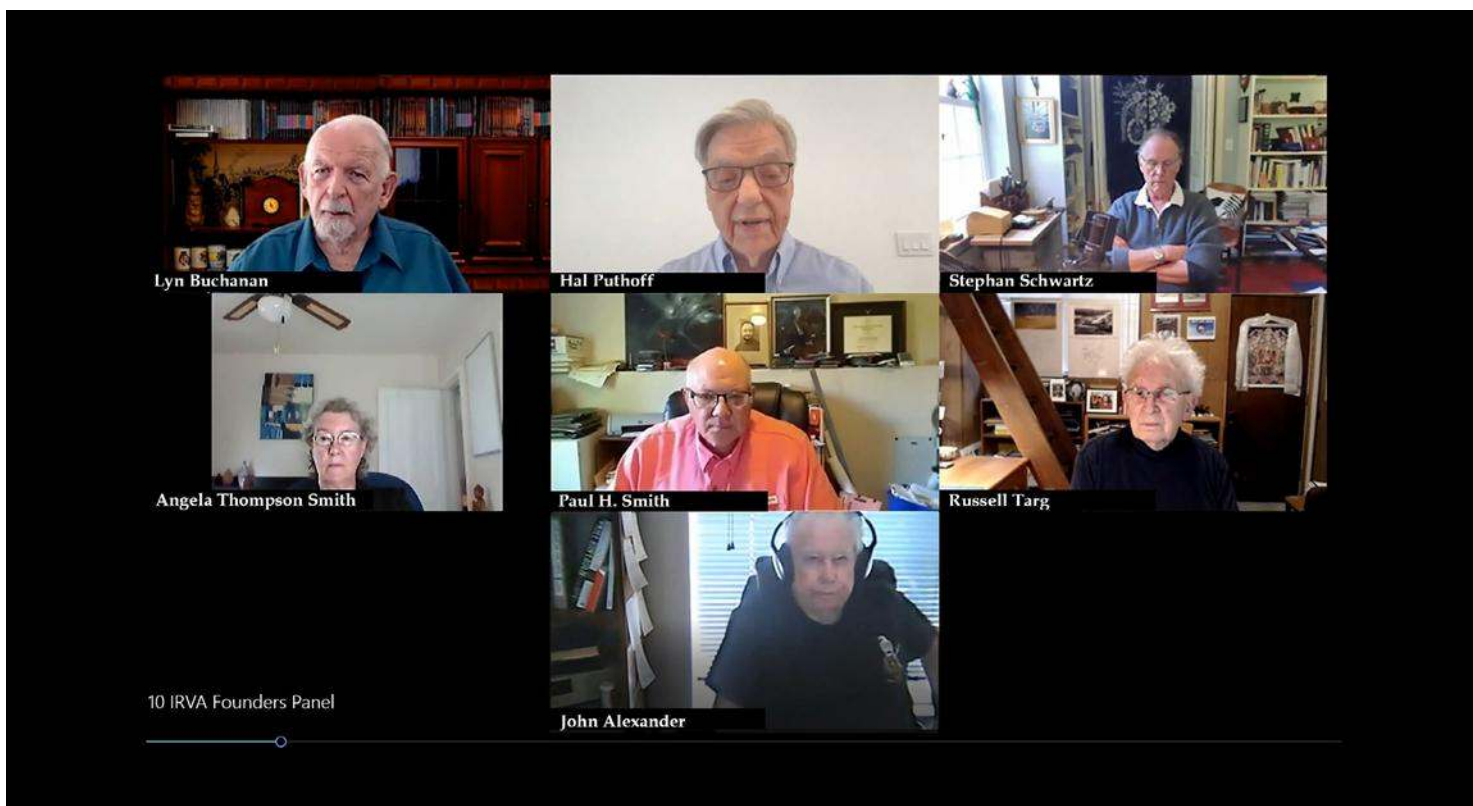 Lyn Buchanan
Hal Puthoff
Stephan Schwartz
Angela Thompson Smith
Paul H. Smith
Russell Targ
10 IRVA Founders Panel
John Alexander